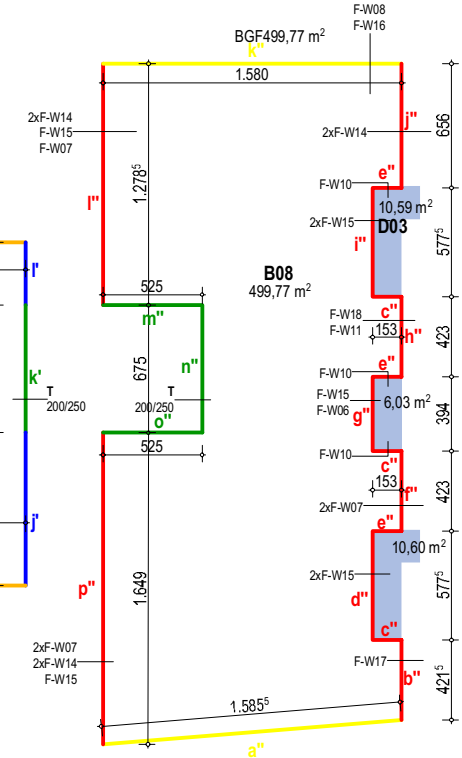 F-W08
F-W16
BGF499,77 m²
k"
1.580
2xF-W14
F-W15
F-W07
2xF-W14
j"
656
1.278⁵
l"
e"
F-W10
10,59 m²
2xF-W15
D03
i"
577⁵
B08
499,77 m²
l'
525
m"
c"
F-W18
F-W11
153
h"
423
675
n"
k'
T
200/250
T
200/250
e"
F-W10
F-W15
F-W06
6,03 m²
g"
394
o"
525
F-W10
c"
153
f"
423
2xF-W07
e"
j'
10,60 m²
2xF-W15
d"
577⁵
p"
1.649
c"
2xF-W07
2xF-W14
F-W15
F-W17
b"
421⁵
1.585⁵
a"